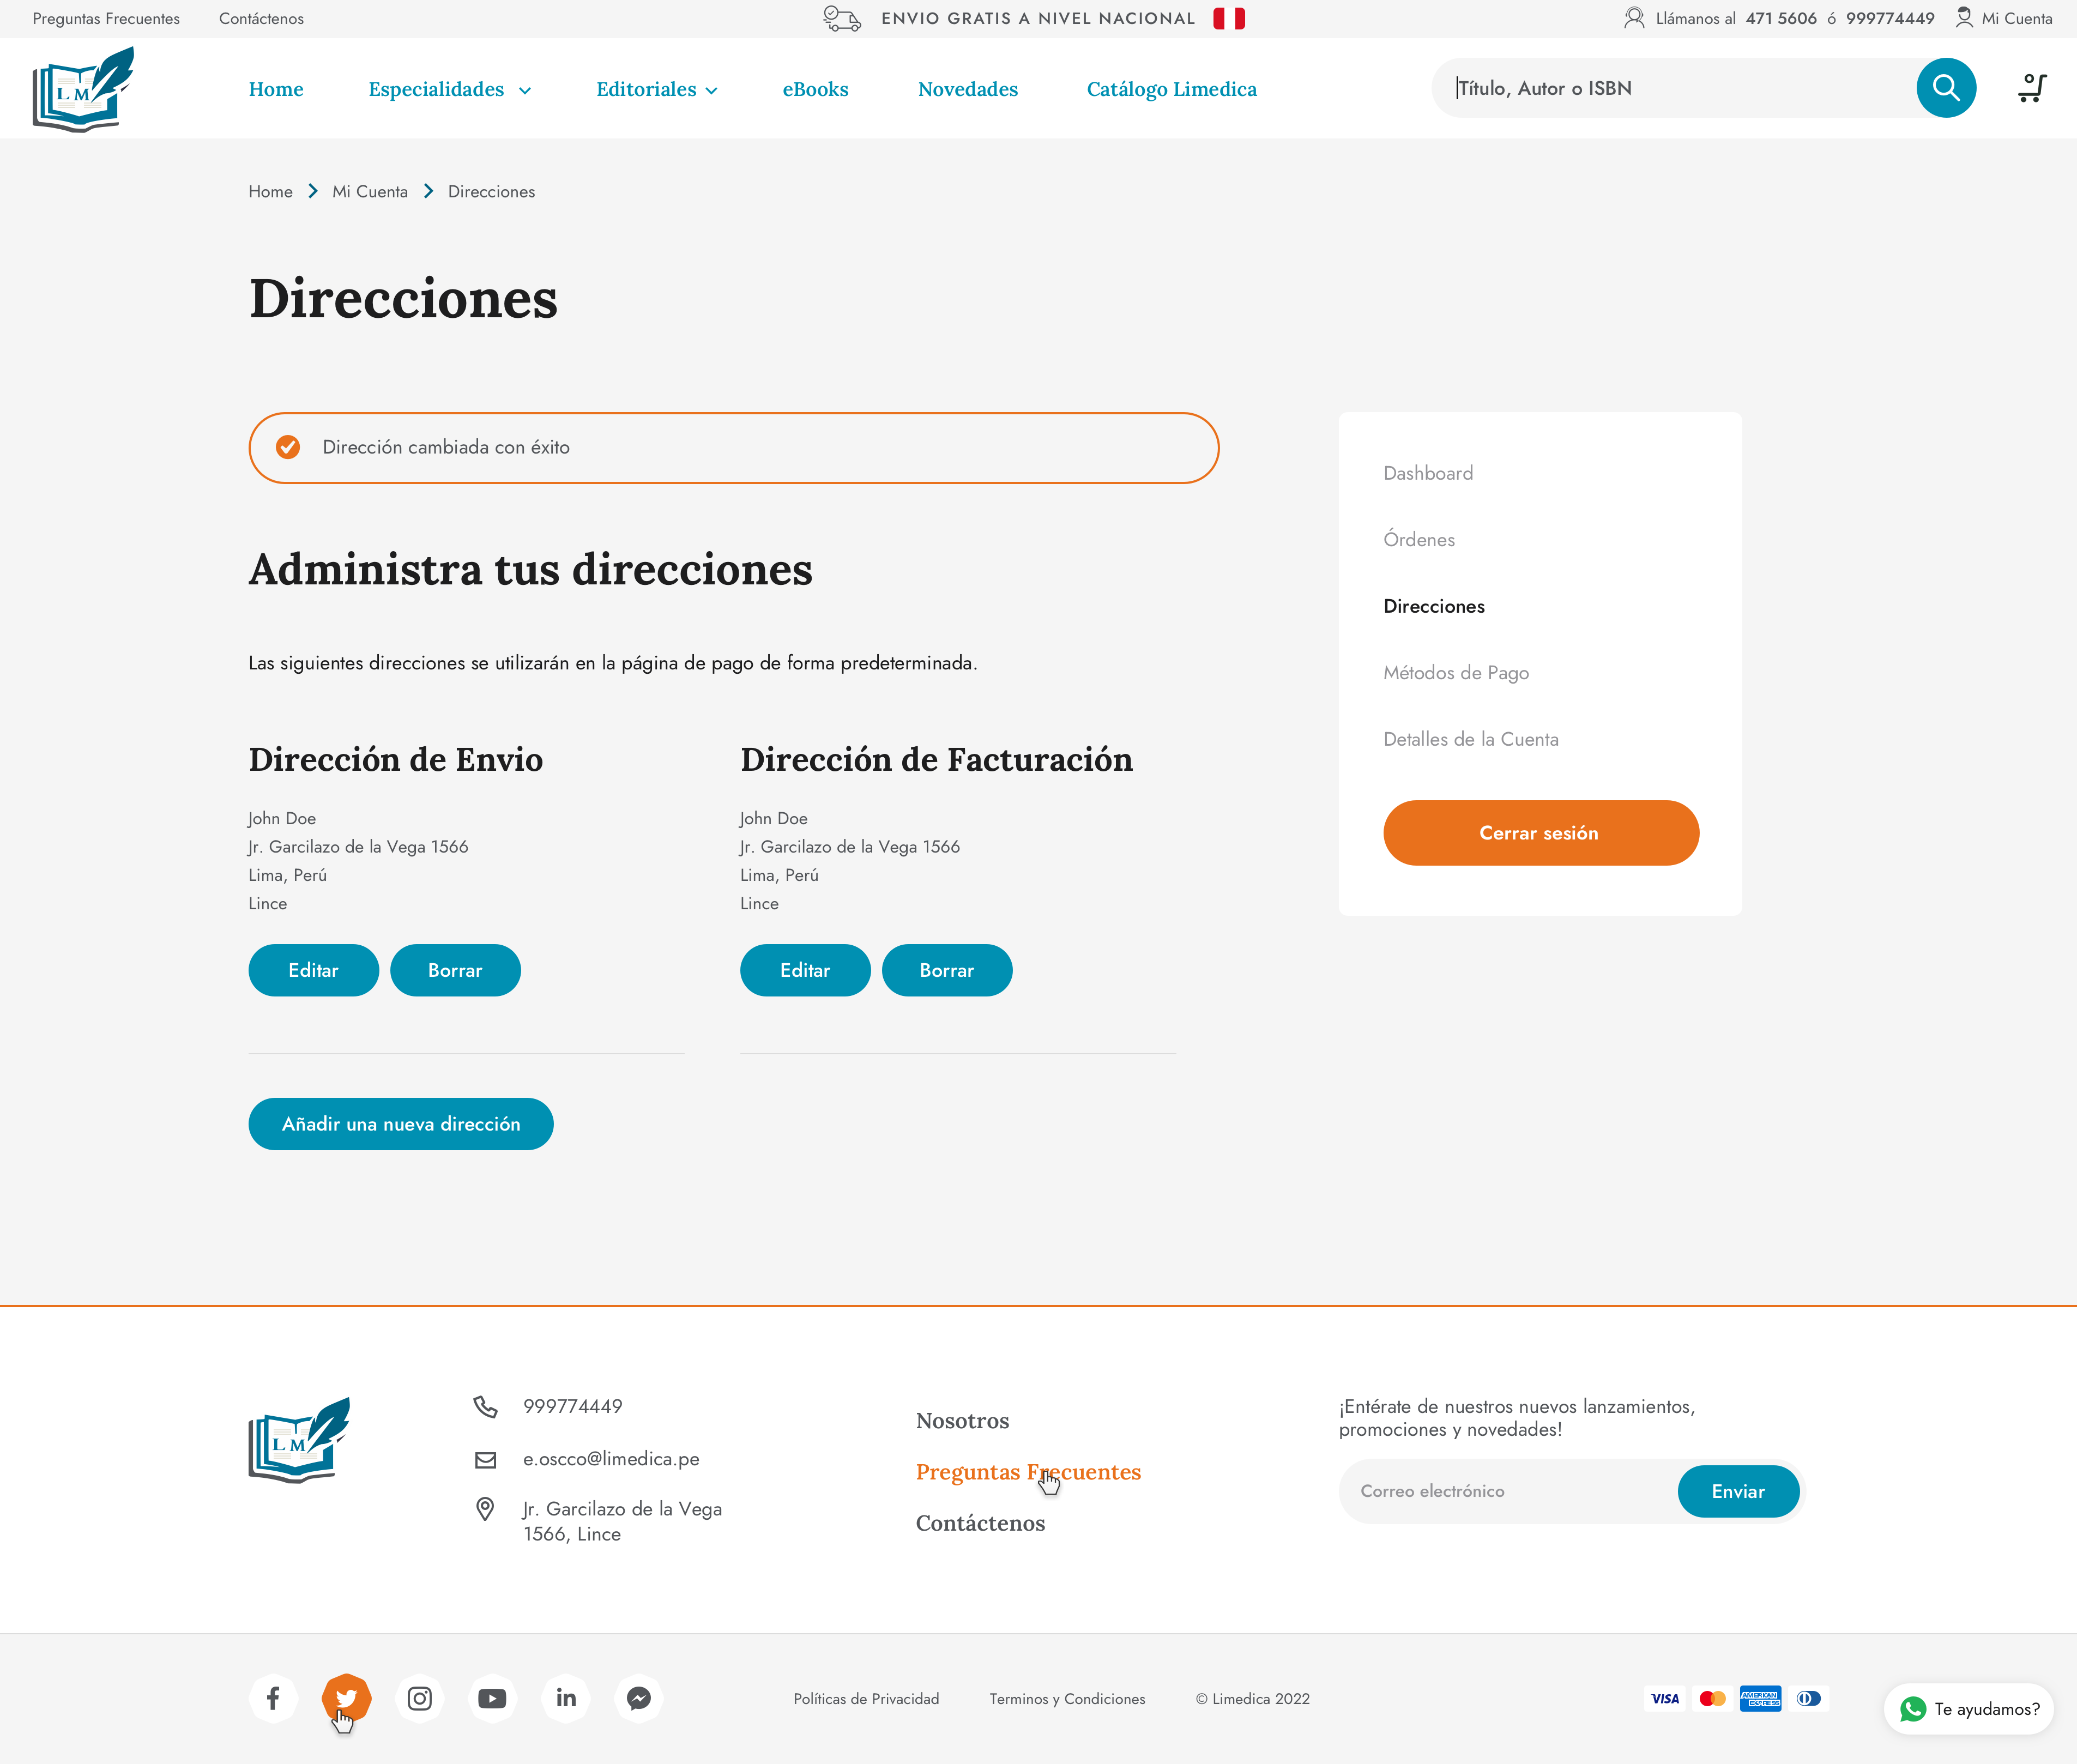 Preguntas Frecuentes
Contáctenos
ENVIO GRATIS A NIVEL NACIONAL
Llámanos al 471 5606 ó 999774449
Mi Cuenta
L M
Home
Especialidades
Editoriales
eBooks
Novedades
Catálogo Limedica
Título, Autor o ISBN
Home
Mi Cuenta
Direcciones
Direcciones
Dirección cambiada con éxito
Administra tus direcciones
Las siguientes direcciones se utilizarán en la página de pago de forma predeterminada.
Dirección de Envio
John Doe
Jr. Garcilazo de la Vega 1566
Lima, Perú
Lince
Editar
Borrar
Dirección de Facturación
John Doe
Jr. Garcilazo de la Vega 1566
Lima, Perú
Lince
Editar
Borrar
Añadir una nueva dirección
Dashboard
Órdenes
Direcciones
Métodos de Pago
Detalles de la Cuenta
Cerrar sesión
L M
999774449
e.oscco@limedica.pe
Jr. Garcilazo de la Vega
1566, Lince
Nosotros
Preguntas Frecuentes
Contáctenos
¡Entérate de nuestros nuevos lanzamientos,
promociones y novedades!
Correo electrónico
Enviar
Políticas de Privacidad
Terminos y Condiciones
© Limedica 2022
VISA
AMERICAN
EXPRESS
Te ayudamos?